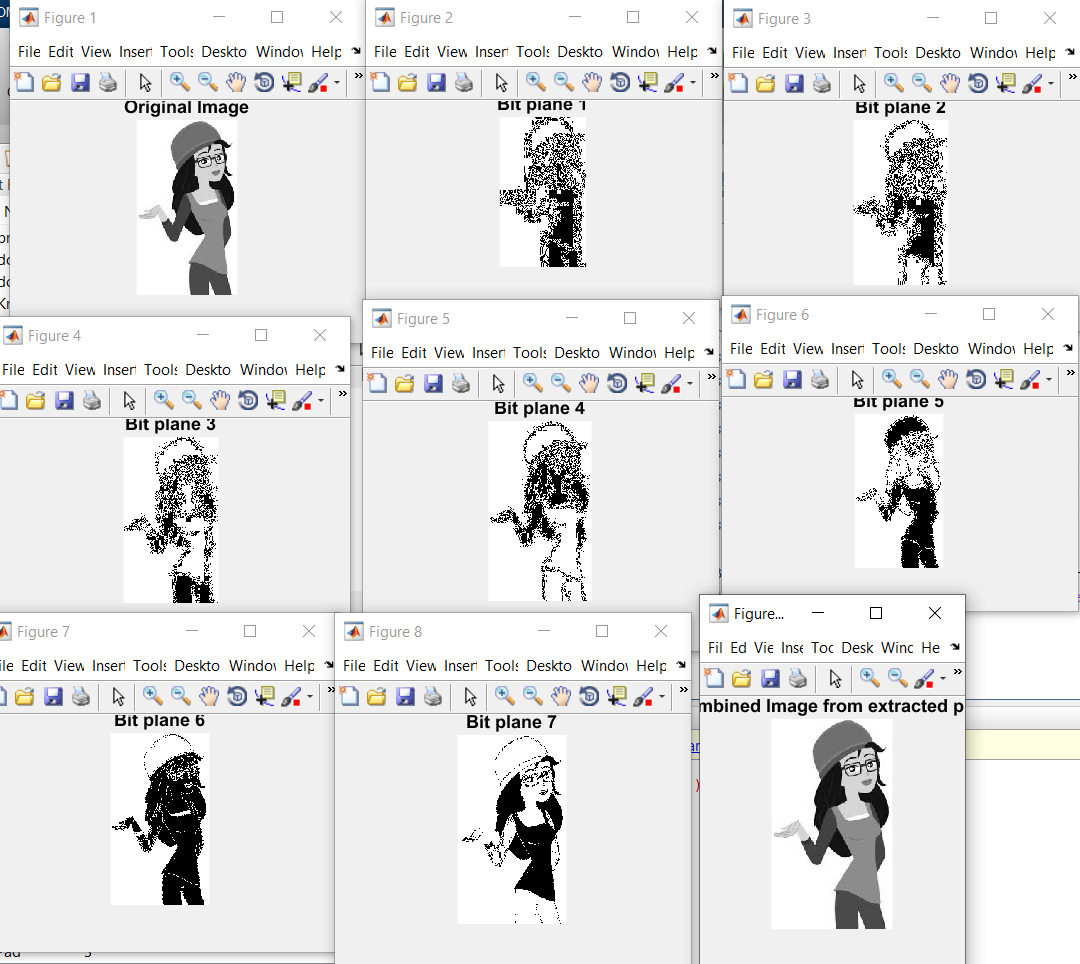 Figure 1
File Edit View Insert Tools Deskto Window Help
Original Image
Figure 2
File Edit View Insert Tools Deskto Window Help
Bit plane 1
Figure 3
File Edit View Insert Tools Deskto Window Help
Bit plane 2
Figure 4
File Edit View Insert Tools Deskto Window Help
Bit plane 3
Figure 5
File Edit View Insert Tools Deskto Window Help
Bit plane 4
Figure 6
File Edit View Insert Tools Deskto Window Help
Bit plane 5
Figure 7
ile Edit View Insert Tools Deskto Window Help
Bit plane 6
Figure 8
File Edit View Insert Tools Deskto Window Help
Bit plane 7
Figure...
Fil Ed Vie Inse Toc Desk Winc He
mbined Image from extracted p